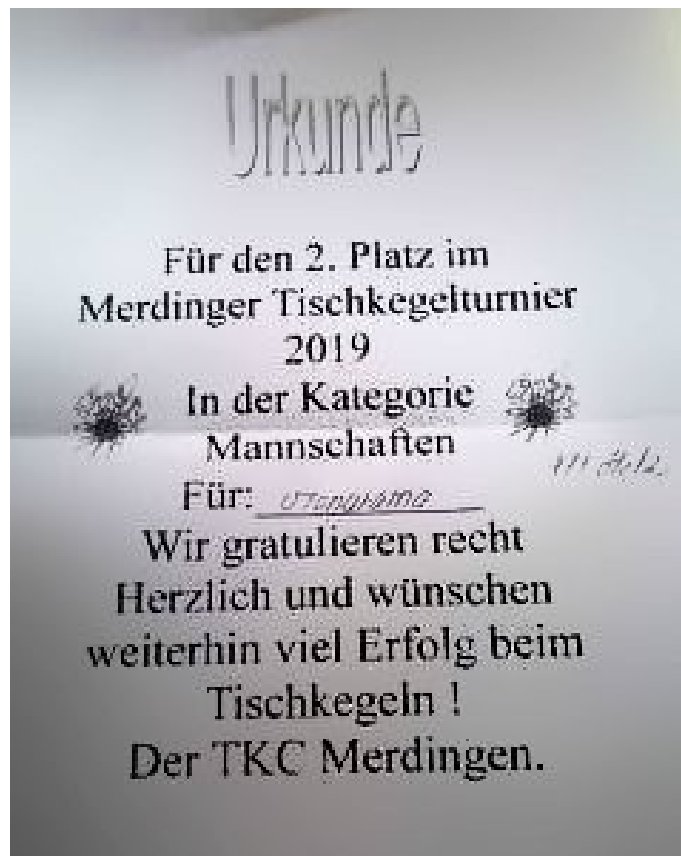 Urkunde
Für den 2. Platz im
Merdinger Tischkegelturnier
2019
In der Kategorie
Mannschaften
Für:
Wir gratulieren recht
Herzlich und wünschen
weiterhin viel Erfolg beim
Tischkegeln !
Der TKC Merdingen.